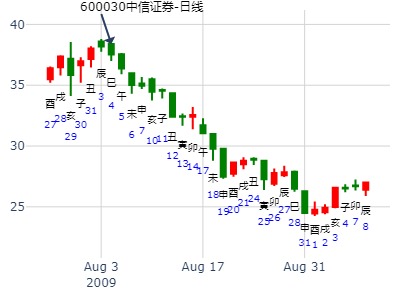 600030中信证券-日线
40
35
30
25
酉
27
戌
28
亥
29
子
30
丑
31
辰
3
巳
4
午
5
未
6
申
7
亥
10
子
11
丑
12
寅
13
卯
14
午
17
未
18
申
19
酉
20
戌
21
丑
24
寅
25
卯
26
辰
27
巳
28
申
31
酉
1
戌
2
亥
3
子
4
卯
7
辰
8
Aug 3
2009
Aug 17
Aug 31